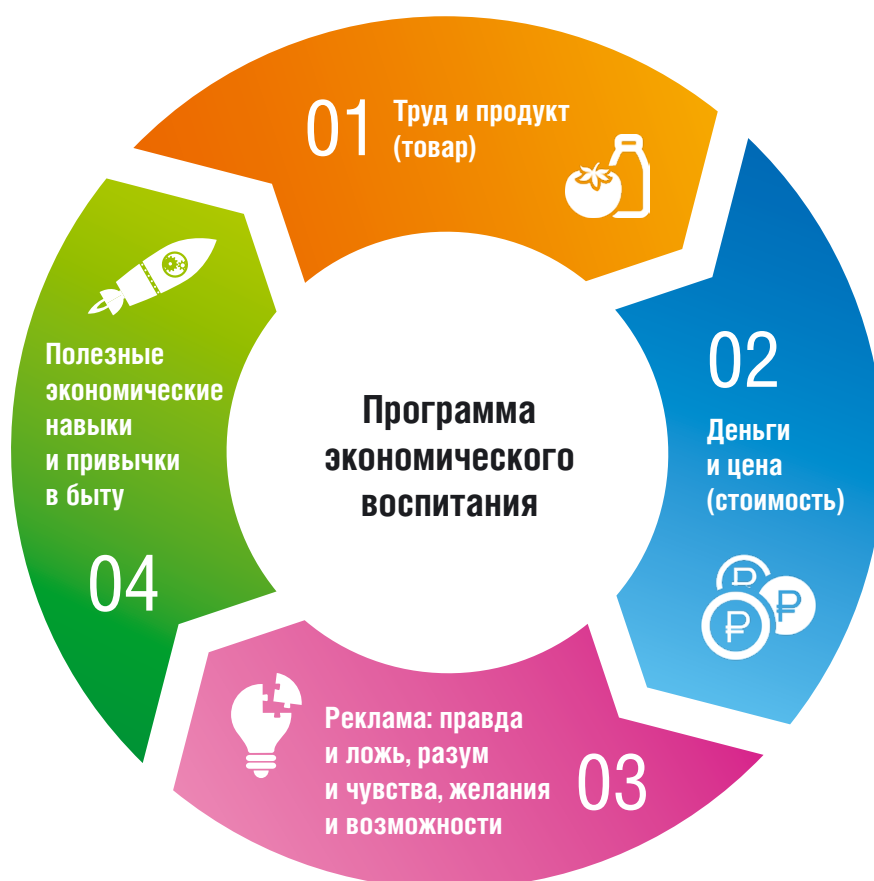 01
Труд и продукт
(товар)
02
Деньги
и цена
(стоимость)
03
Реклама: правда
и ложь, разум
и чувства, желания
и возможности
04
Полезные
экономические
навыки
и привычки
в быту
Программа
экономического
воспитания